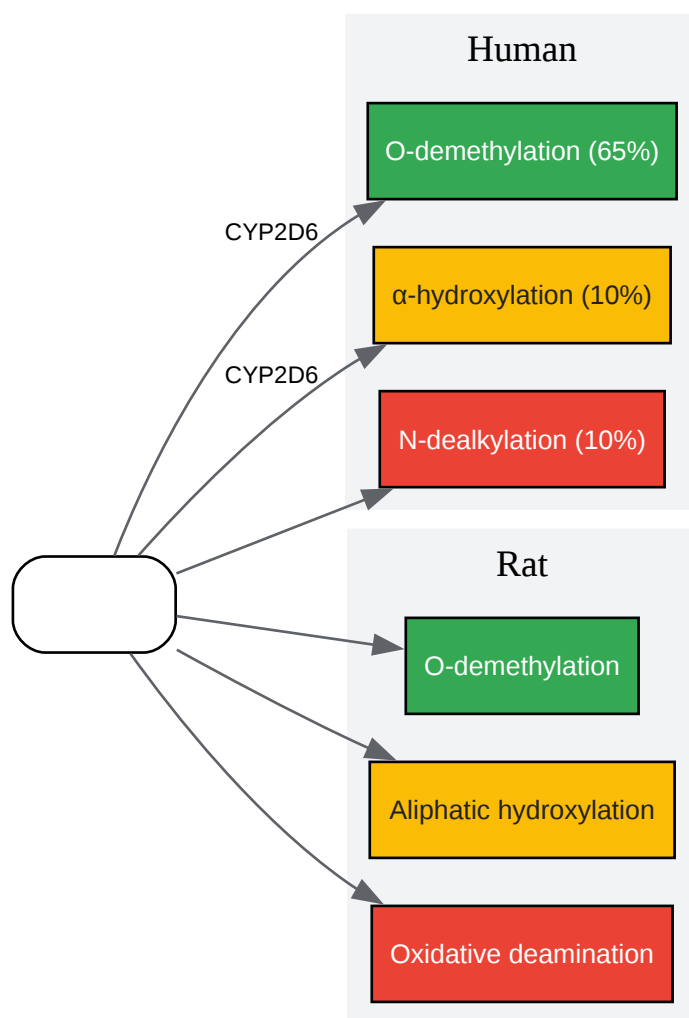 Human
O-demethylation (65%)
CYP2D6
α-hydroxylation (10%)
CYP2D6
N-dealkylation (10%)
Rat
O-demethylation
Aliphatic hydroxylation
Oxidative deamination